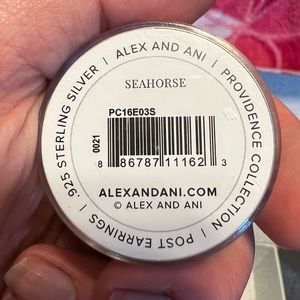 .925 STERLING SILVER | ALEX AND ANI | PROVIDENCE COLLECTION | POST EARRINGS |
SEAHORSE
PC16E03S
0021
8 86787 11162 3
ALEXANDANI.COM
© ALEX AND ANI